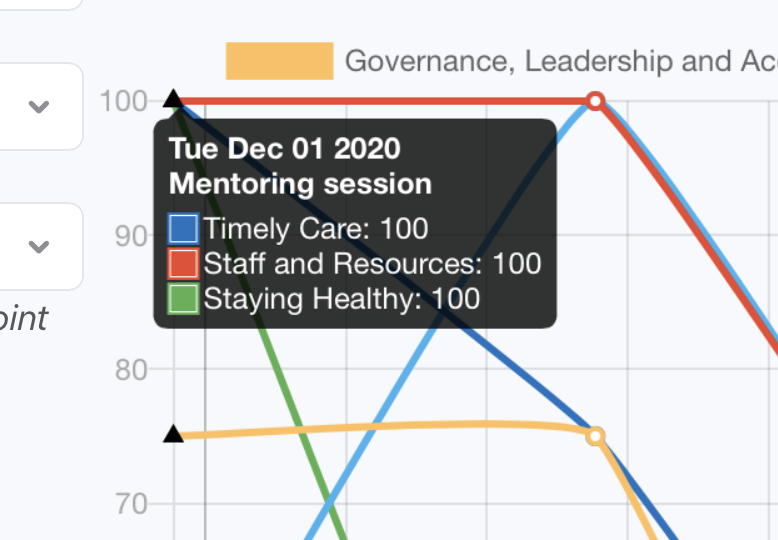 Governance, Leadership and Acc
100
Tue Dec 01 2020
Mentoring session
Timely Care: 100
90
Staff and Resources: 100
Staying Healthy: 100
oint
80
70